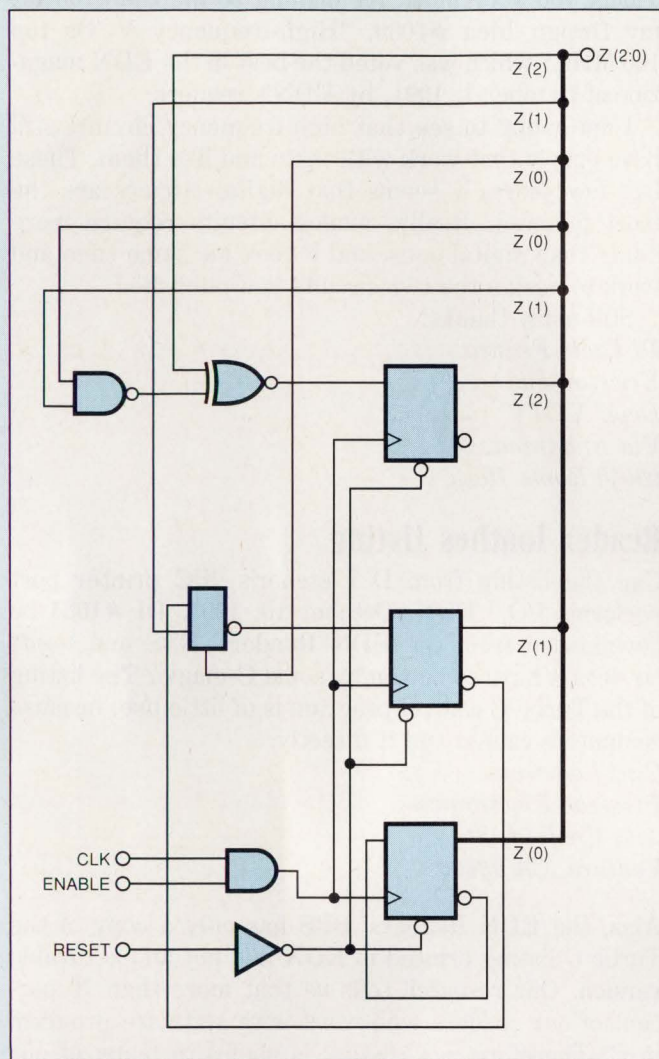 Z (2:0)
Z (2)
Z (1)
Z (0)
Z (0)
Z (1)
Z (2)
Z (1)
Z (0)
CLK
ENABLE
RESET